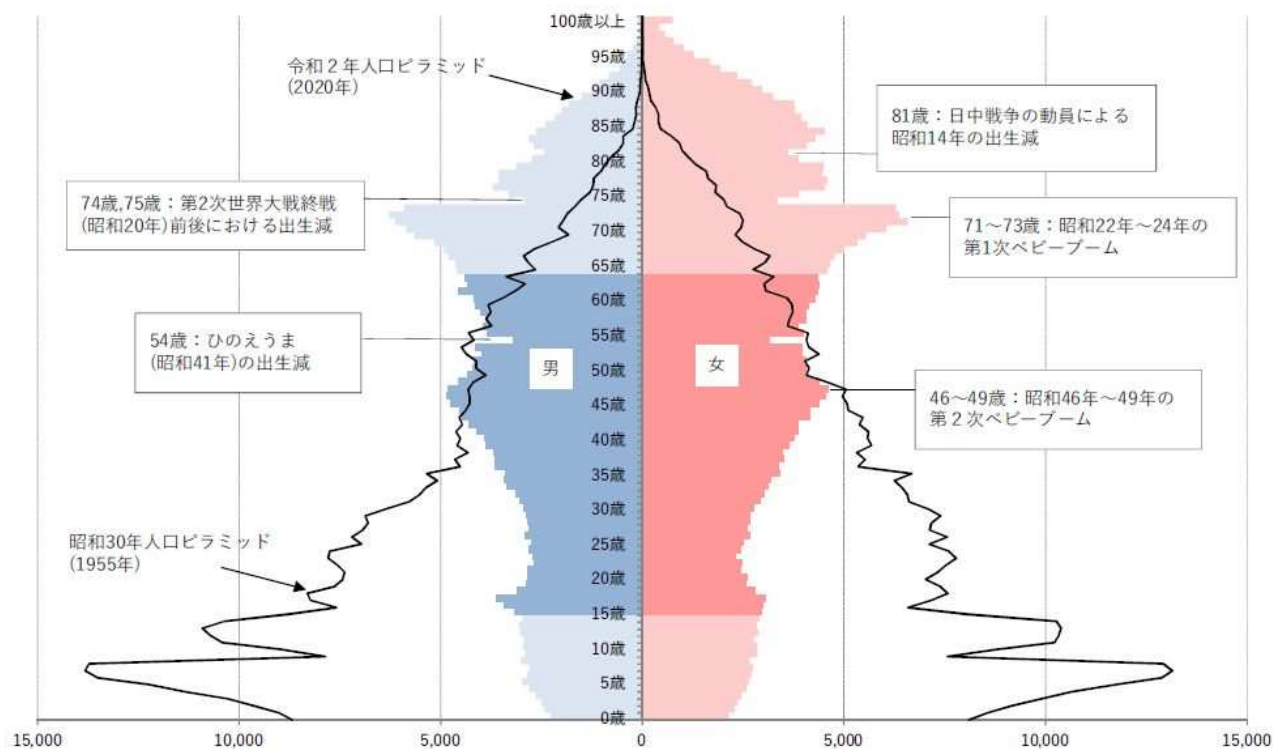 100歳以上
95歳
90歳
85歳
80歳
75歳
70歳
65歳
60歳
55歳
50歳
45歳
40歳
35歳
30歳
25歳
20歳
15歳
10歳
5歳
0歳
令和２年人口ピラミッド
(2020年)
81歳：日中戦争の動員による
昭和14年の出生減
74歳,75歳：第2次世界大戦終戦
(昭和20年)前後における出生減
71～73歳：昭和22年～24年の
第1次ベビーブーム
54歳：ひのえうま
(昭和41年)の出生減
男
女
46～49歳：昭和46年～49年の
第２次ベビーブーム
昭和30年人口ピラミッド
(1955年)
15,000
10,000
5,000
0
5,000
10,000
15,000